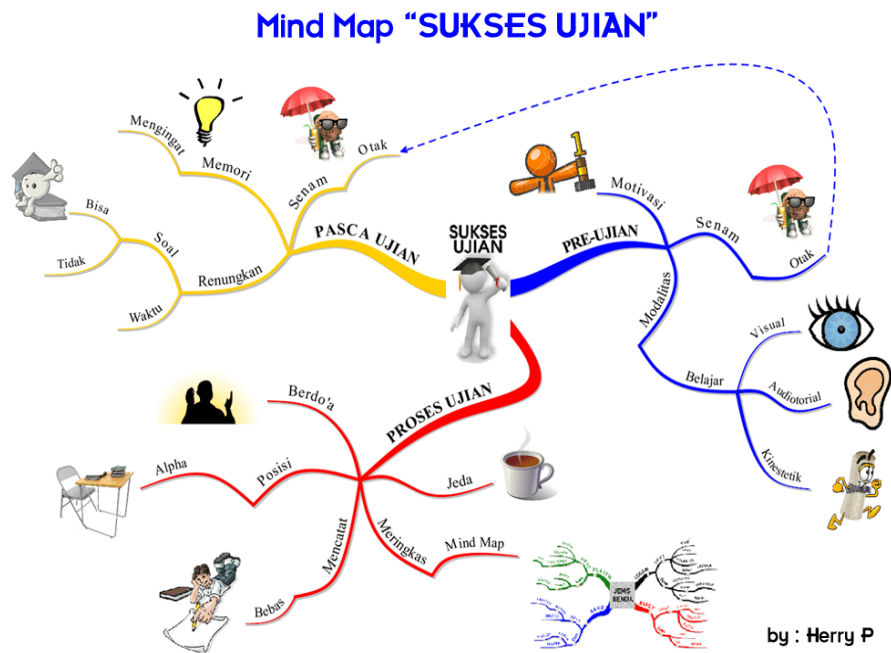 Mind Map “SUKSES UJIAN”
SUKSES
UJIAN
PRE-UJIAN
Motivasi
Senam
Otak
Modalitas
Belajar
Visual
Audiotorial
Kinestetik
PROSES UJIAN
Berdo'a
Posisi
Alpha
Mencatat
Bebas
Meringkas
Mind Map
Jeda
PASCA UJIAN
Senam
Otak
Memori
Mengingat
Renungkan
Soal
Bisa
Tidak
Waktu
JENIS
BENDA
by : Herry P